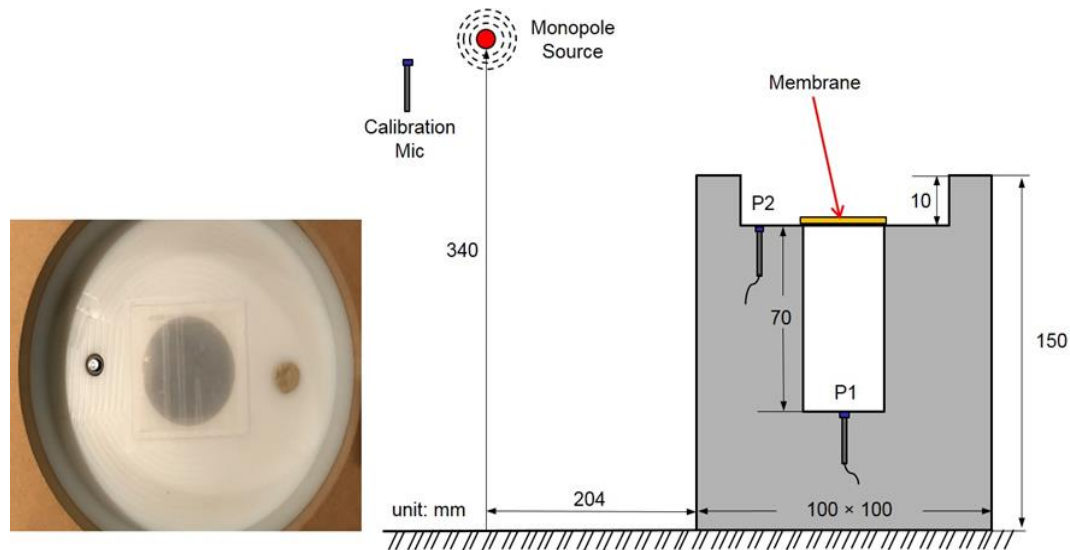 Monopole
Source
Membrane
Calibration
Mic
P2
10
340
70
150
P1
204
unit: mm
100 × 100